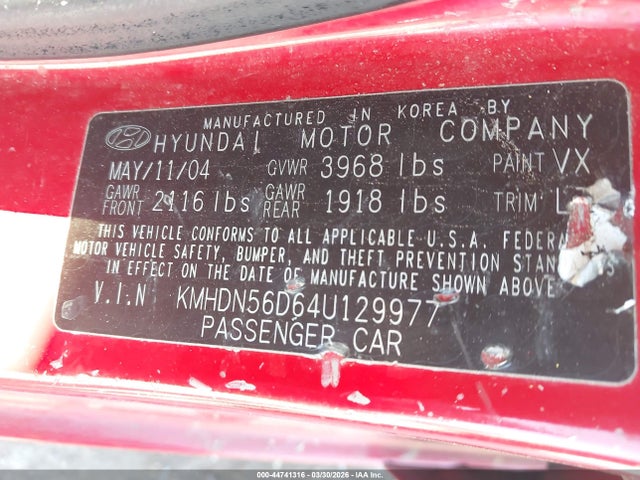 MANUFACTURED IN KOREA BY
HYUNDAI MOTOR COMPANY
MAY/11/04 GVWR 3968 lbs PAINT VX
GAWR FRONT 2116 lbs GAWR REAR 1918 lbs TRIM L
THIS VEHICLE CONFORMS TO ALL APPLICABLE U.S.A. FEDERA
MOTOR VEHICLE SAFETY, BUMPER, AND THEFT PREVENTION STAN
IN EFFECT ON THE DATE OF MANUFACTURE SHOWN ABOVE.
V.I.N KMHDN56D64U129977
PASSENGER CAR
000-44741316 | 03/30/2026 | IAA Inc.